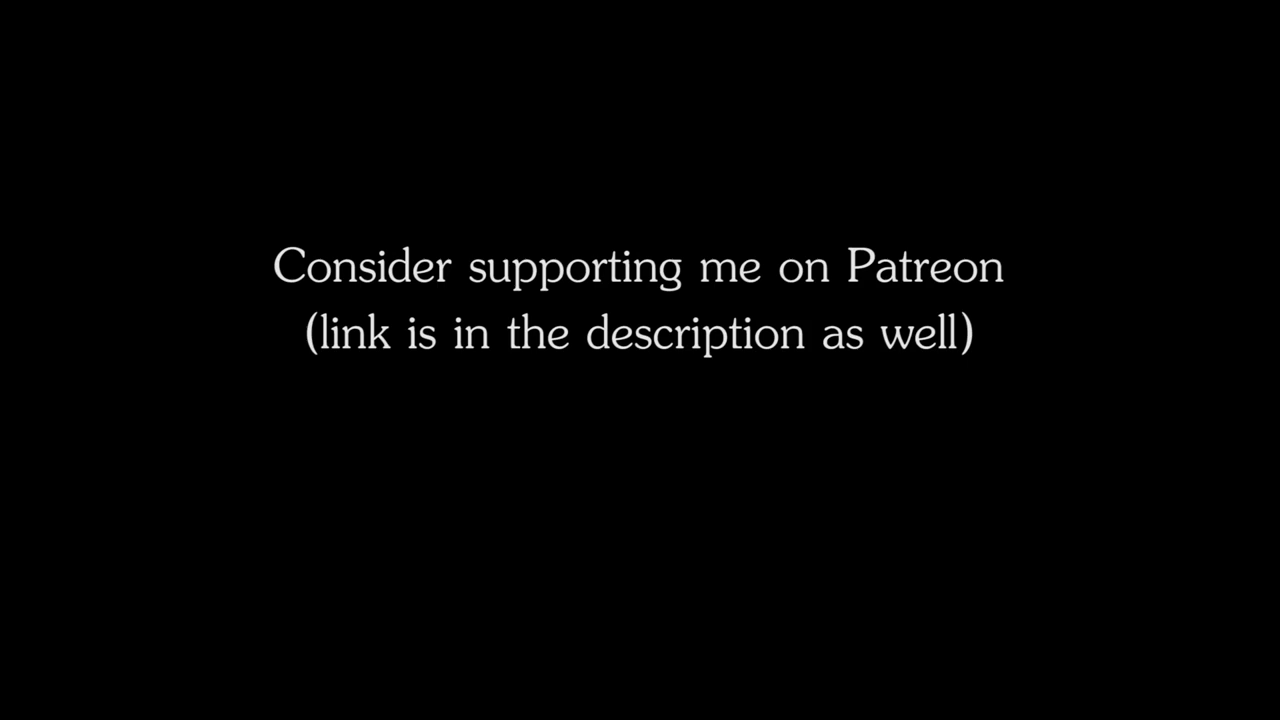 Consider supporting me on Patreon
(link is in the description as well)